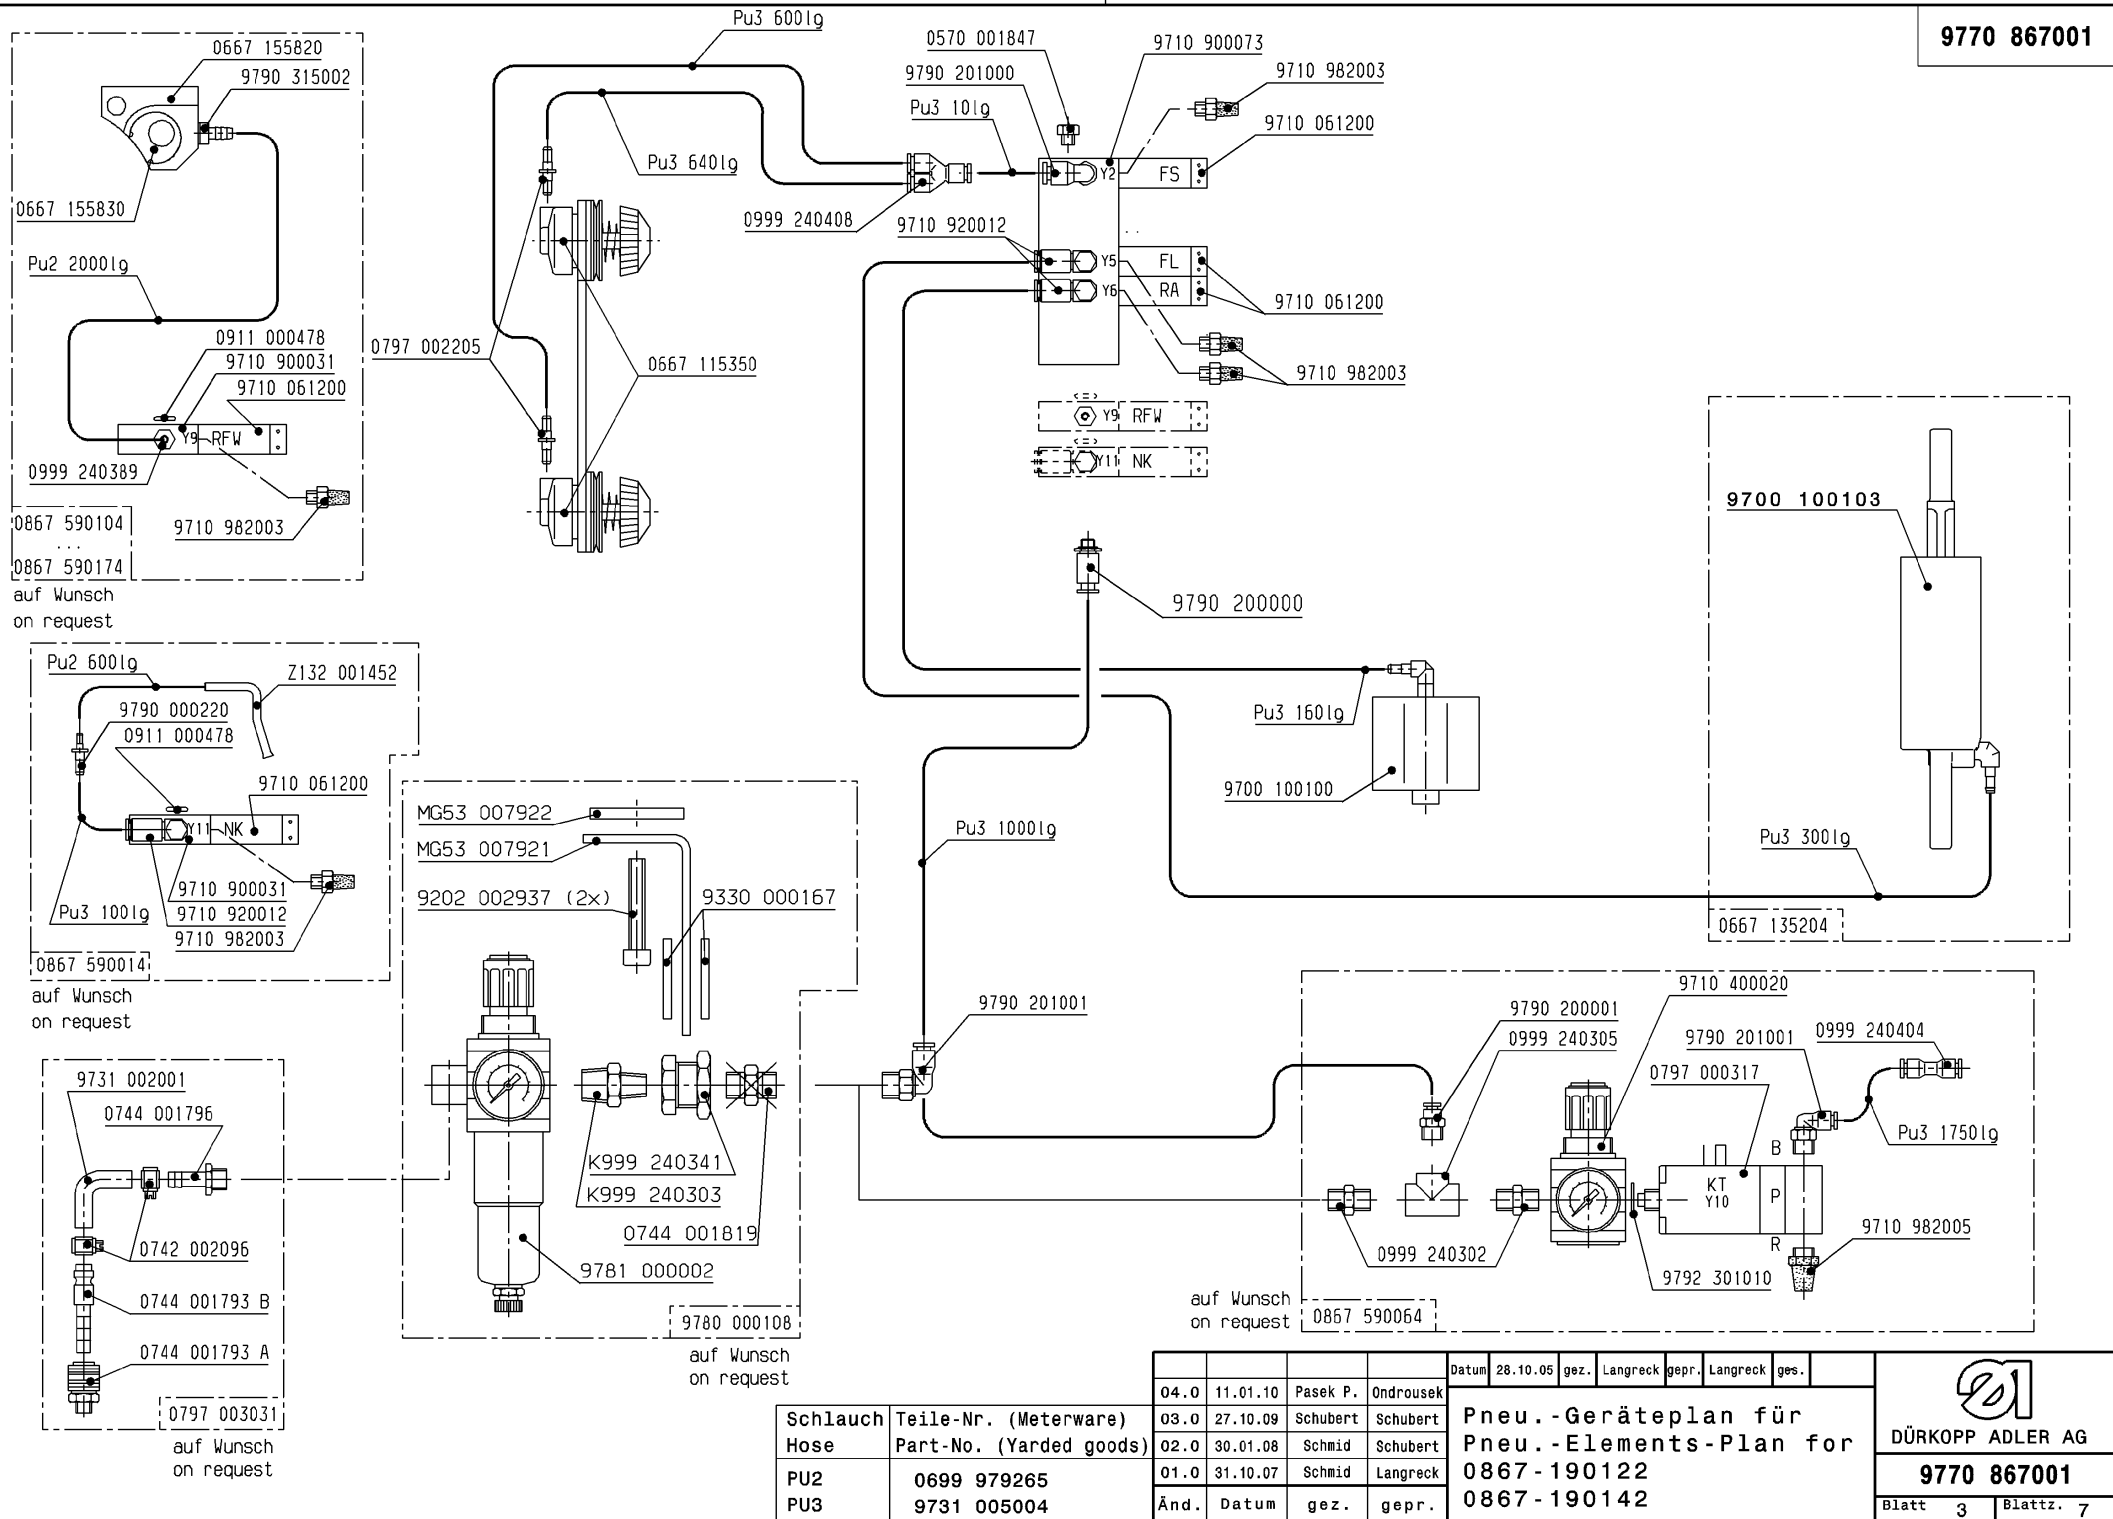 9770 867001
0667 155820
9790 315002
0667 155830
Pu2 2000lg
0911 000478
9710 900031
9710 061200
Y9 RFW
0999 240389
9710 982003
0867 590104
...
0867 590174
auf Wunsch
on request
Pu3 600lg
Pu3 640lg
0797 002205
0667 115350
0999 240408
0570 001847
9790 201000
Pu3 10lg
9710 900073
9710 982003
9710 061200
Y2 FS
9710 920012
Y5 FL
Y6 RA
9710 061200
9710 982003
Y9 RFW
Y11 NK
9790 200000
Pu3 160lg
9700 100100
9700 100103
Pu3 300lg
0667 135204
Pu2 600lg
Z132 001452
9790 000220
0911 000478
9710 061200
Y11 NK
9710 900031
Pu3 100lg
9710 920012
9710 982003
0867 590014
auf Wunsch
on request
MG53 007922
MG53 007921
9202 002937 (2x)
9330 000167
K999 240341
K999 240303
0744 001819
9781 000002
9780 000108
auf Wunsch
on request
Pu3 1000lg
9790 201001
9731 002001
0744 001796
0742 002096
0744 001793 B
0744 001793 A
0797 003031
auf Wunsch
on request
9710 400020
9790 200001
0999 240305
9790 201001
0999 240404
0797 000317
Pu3 1750lg
B
KT
Y10
P
R
9710 982005
0999 240302
9792 301010
auf Wunsch
on request
0867 590064
Schlauch Teile-Nr. (Meterware)
Hose Part-No. (Yarded goods)
PU2 0699 979265
PU3 9731 005004
04.0 11.01.10 Pasek P. Ondrousek
03.0 27.10.09 Schubert Schubert
02.0 30.01.08 Schmid Schubert
01.0 31.10.07 Schmid Langreck
Änd. Datum gez. gepr.
Datum 28.10.05 gez. Langreck gepr. Langreck ges.
Pneu.-Geräteplan für
Pneu.-Elements-Plan for
0867-190122
0867-190142
DÜRKOPP ADLER AG
9770 867001
Blatt 3 Blattz. 7